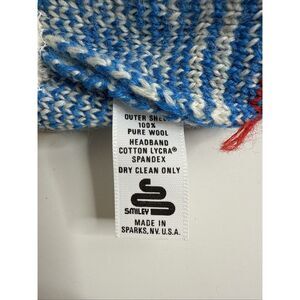 OUTER SHELL
100%
PURE WOOL
HEADBAND
COTTON LYCRA®
SPANDEX
DRY CLEAN ONLY
SMILEY
MADE IN
SPARKS, NV. U.S.A.